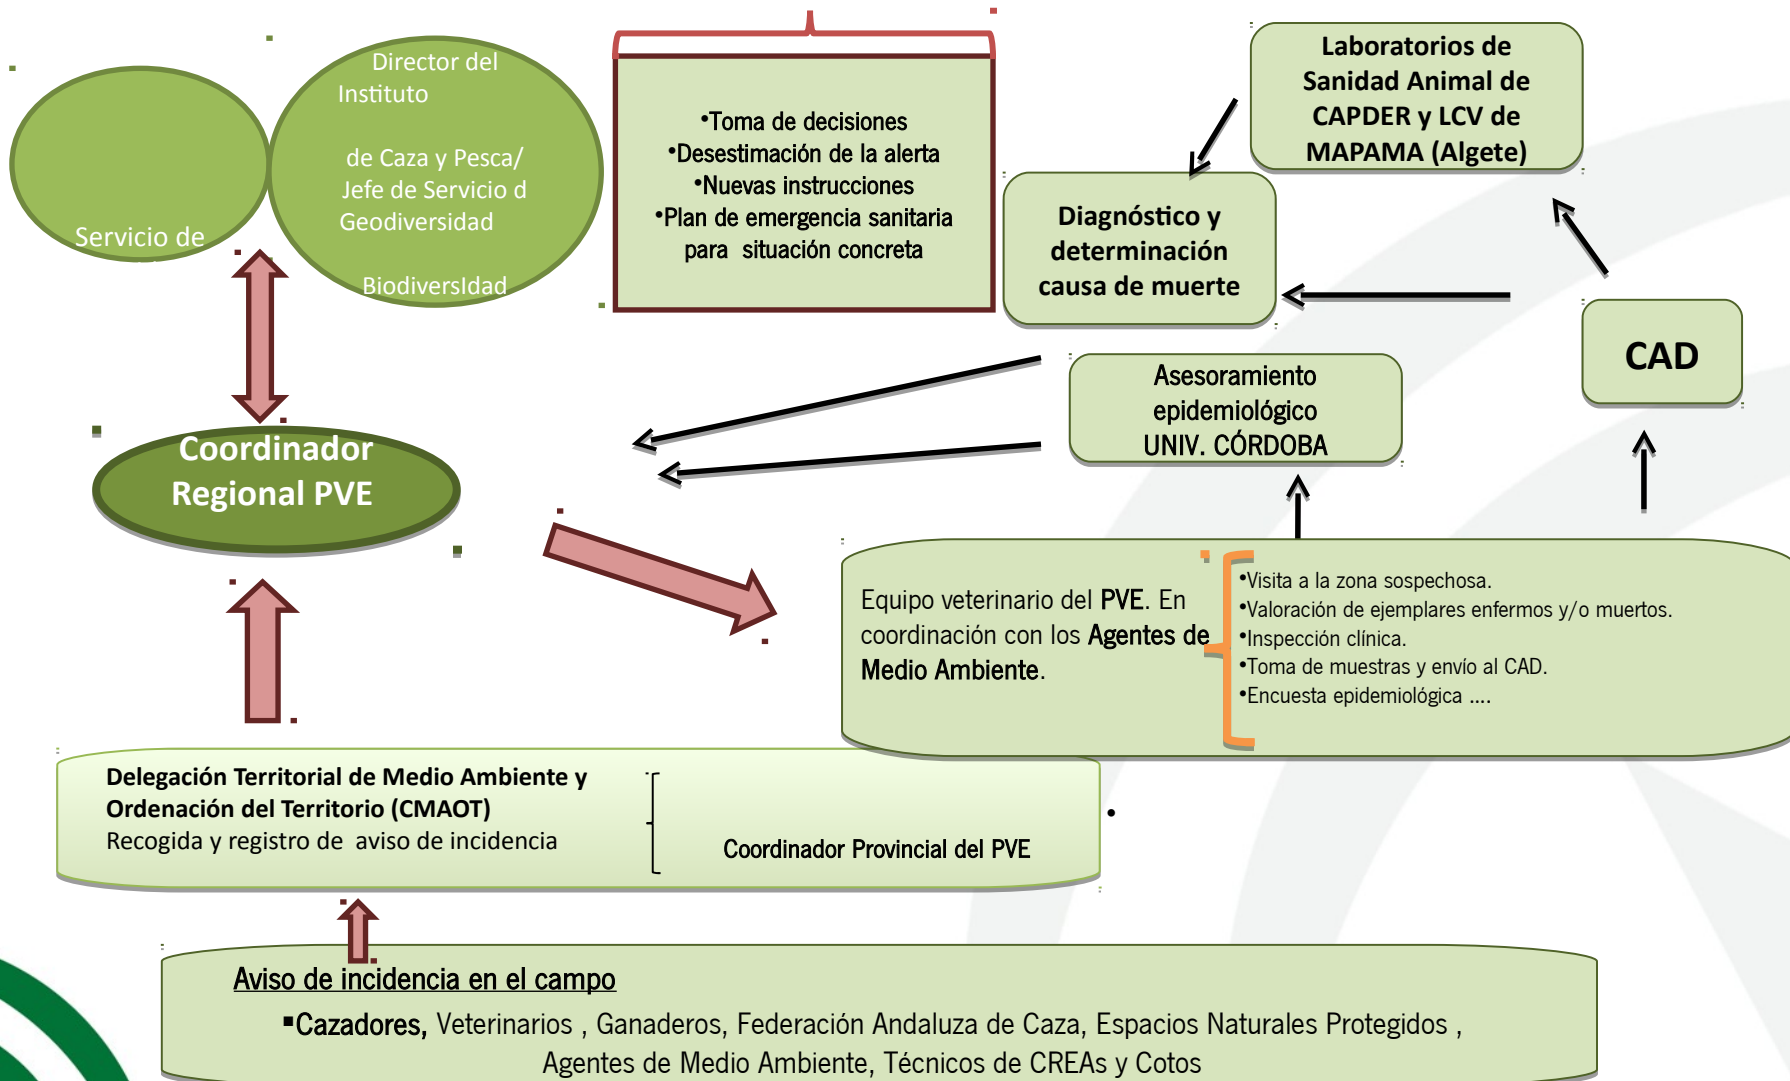 Servicio de
Director del
Instituto
de Caza y Pesca/
Jefe de Servicio d
Geodiversidad
BiodiversIdad
•Toma de decisiones
•Desestimación de la alerta
•Nuevas instrucciones
•Plan de emergencia sanitaria
para situación concreta
Laboratorios de
Sanidad Animal de
CAPDER y LCV de
MAPAMA (Algete)
Diagnóstico y
determinación
causa de muerte
CAD
Asesoramiento
epidemiológico
UNIV. CÓRDOBA
Coordinador
Regional PVE
Equipo veterinario del PVE. En
coordinación con los Agentes de
Medio Ambiente.
•Visita a la zona sospechosa.
•Valoración de ejemplares enfermos y/o muertos.
•Inspección clínica.
•Toma de muestras y envío al CAD.
•Encuesta epidemiológica ....
Delegación Territorial de Medio Ambiente y
Ordenación del Territorio (CMAOT)
Recogida y registro de aviso de incidencia
Coordinador Provincial del PVE
•
Aviso de incidencia en el campo
▪Cazadores, Veterinarios , Ganaderos, Federación Andaluza de Caza, Espacios Naturales Protegidos ,
Agentes de Medio Ambiente, Técnicos de CREAs y Cotos